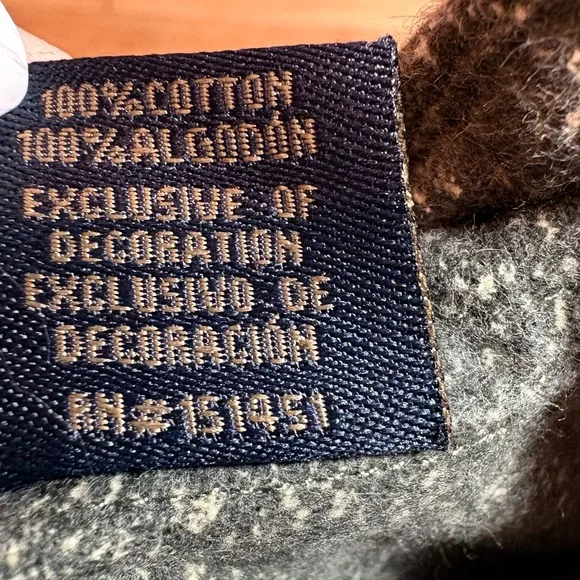 100%COTTON
100%ALGODÓN
EXCLUSIVE OF
DECORATION
EXCLUSIVO DE
DECORACIÓN
RN#151451